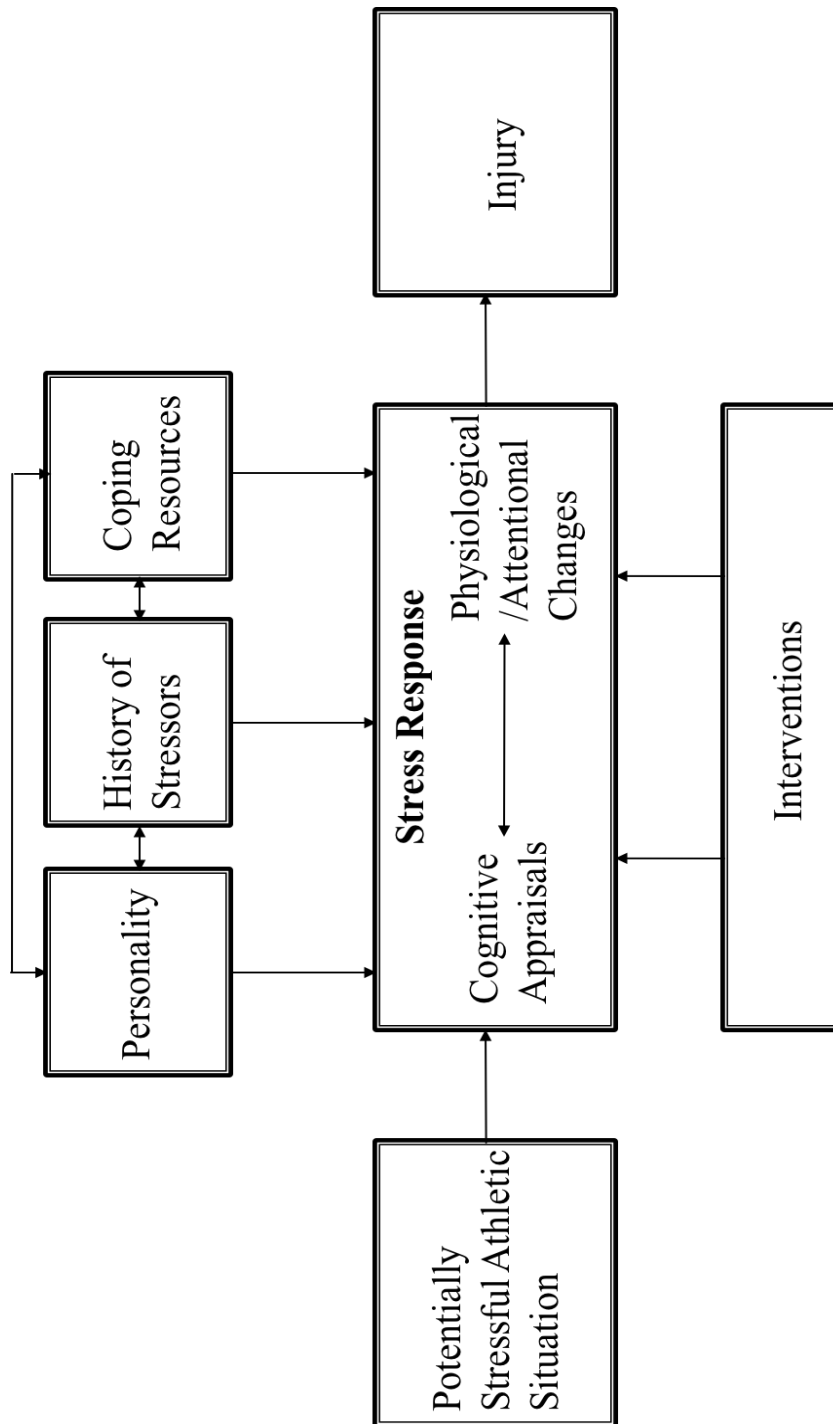 Personality
History of
Stressors
Coping
Resources
Potentially
Stressful Athletic
Situation
Stress Response
Cognitive
Appraisals
Physiological
/Attentional
Changes
Injury
Interventions